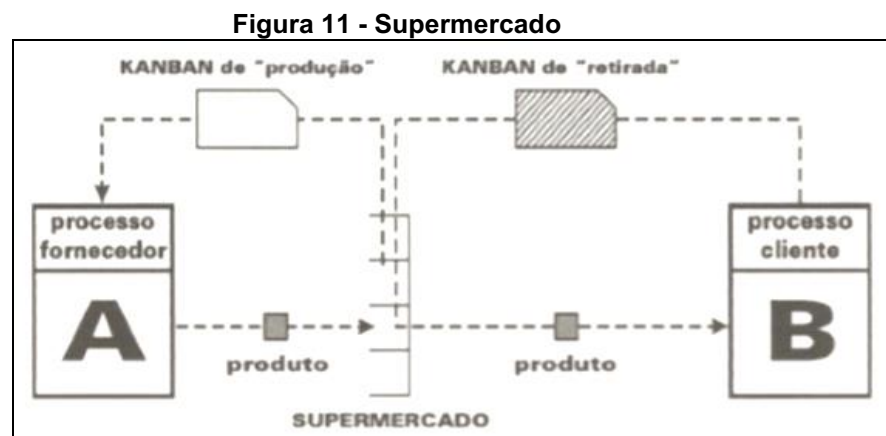 Figura 11 - Supermercado
KANBAN de "produção" KANBAN de "retirada"
processo
fornecedor
A
processo
cliente
B
produto produto
SUPERMERCADO